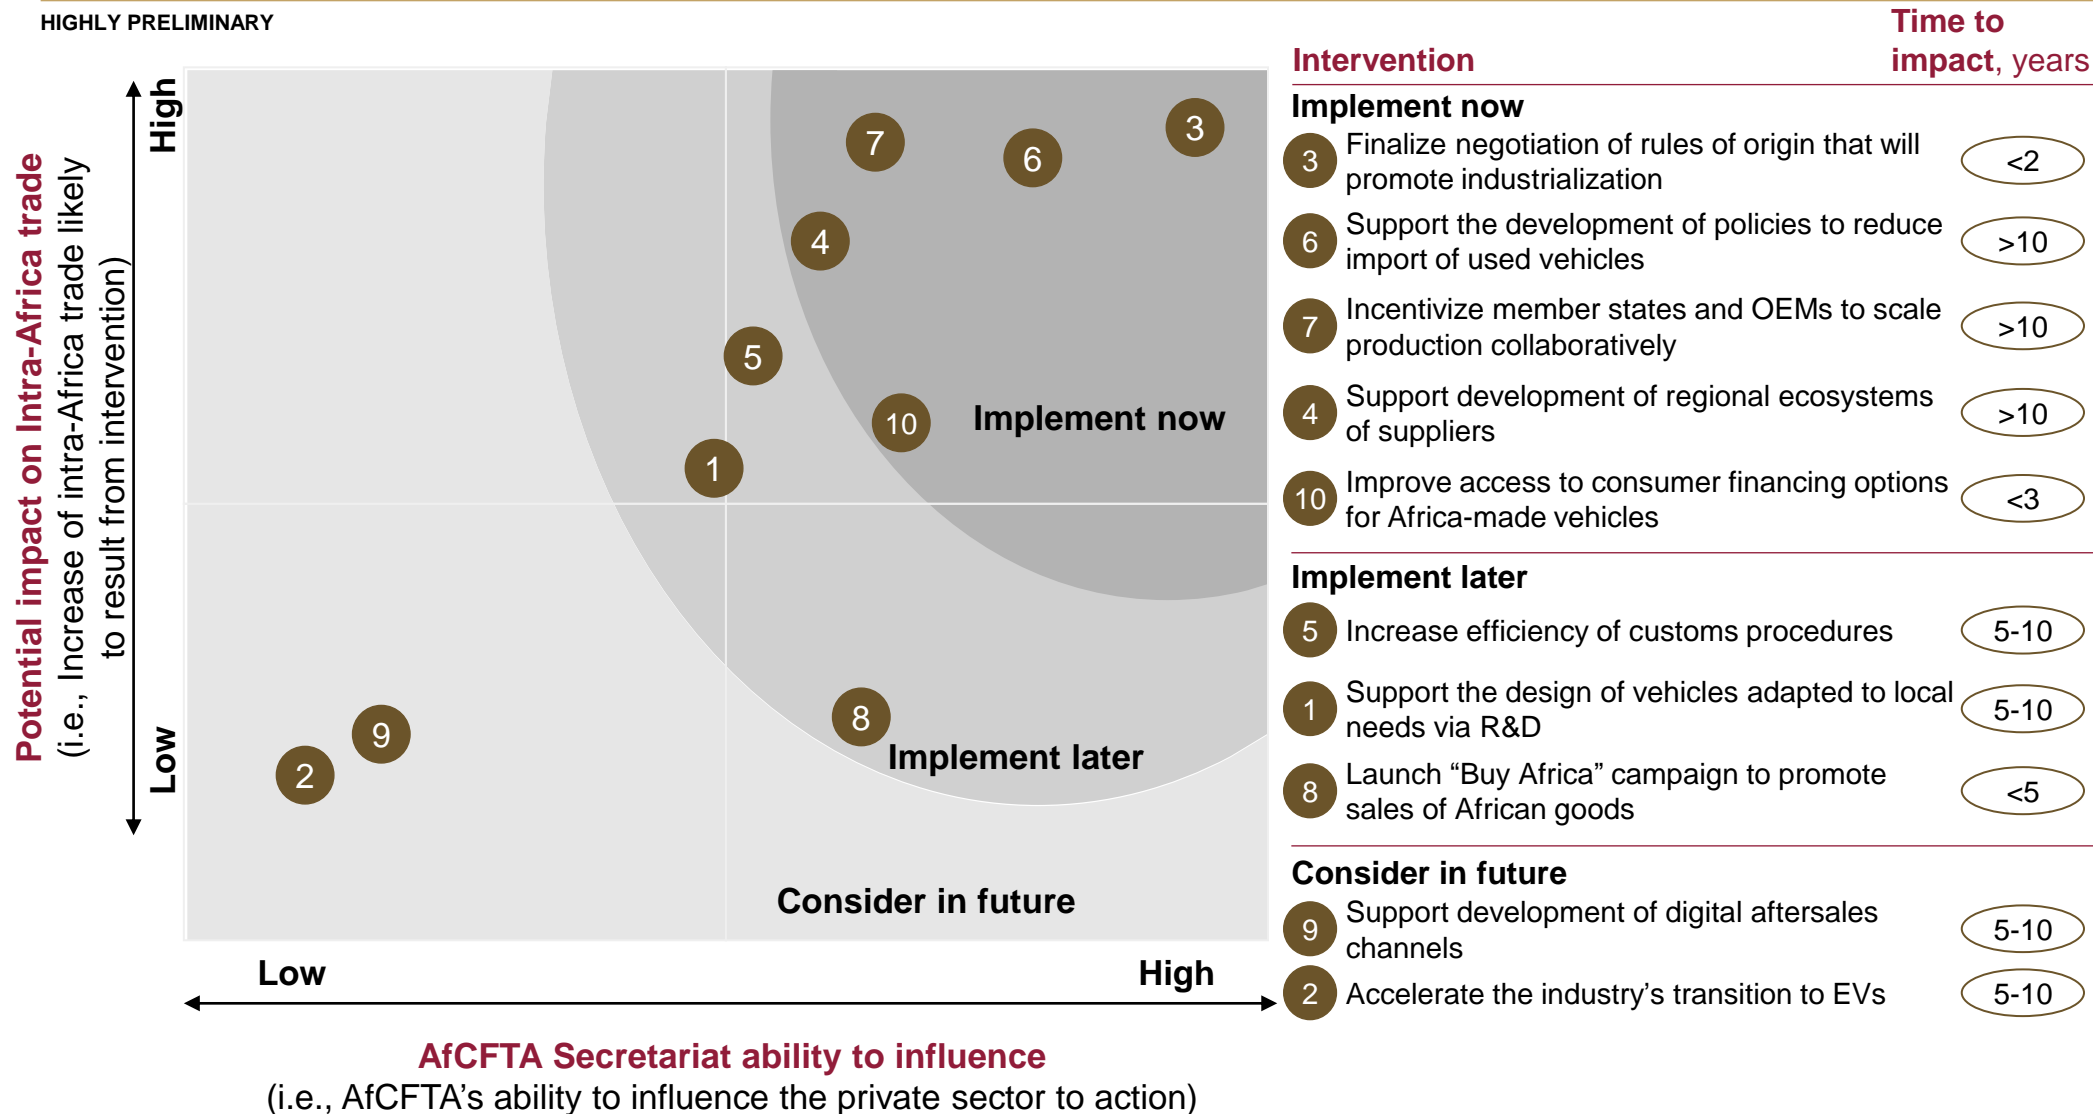 HIGHLY PRELIMINARY
Potential impact on Intra-Africa trade
(i.e., Increase of intra-Africa trade likely
to result from intervention)
High
Low
7
6
3
4
5
10
1
Implement now
9
2
8
Implement later
Consider in future
Low
High
AfCFTA Secretariat ability to influence
(i.e., AfCFTA’s ability to influence the private sector to action)
Intervention
Time to
impact, years
Implement now
3
Finalize negotiation of rules of origin that will
promote industrialization
<2
6
Support the development of policies to reduce
import of used vehicles
>10
7
Incentivize member states and OEMs to scale
production collaboratively
>10
4
Support development of regional ecosystems
of suppliers
>10
10
Improve access to consumer financing options
for Africa-made vehicles
<3
Implement later
5
Increase efficiency of customs procedures
5-10
1
Support the design of vehicles adapted to local
needs via R&D
5-10
8
Launch “Buy Africa” campaign to promote
sales of African goods
<5
Consider in future
9
Support development of digital aftersales
channels
5-10
2
Accelerate the industry’s transition to EVs
5-10